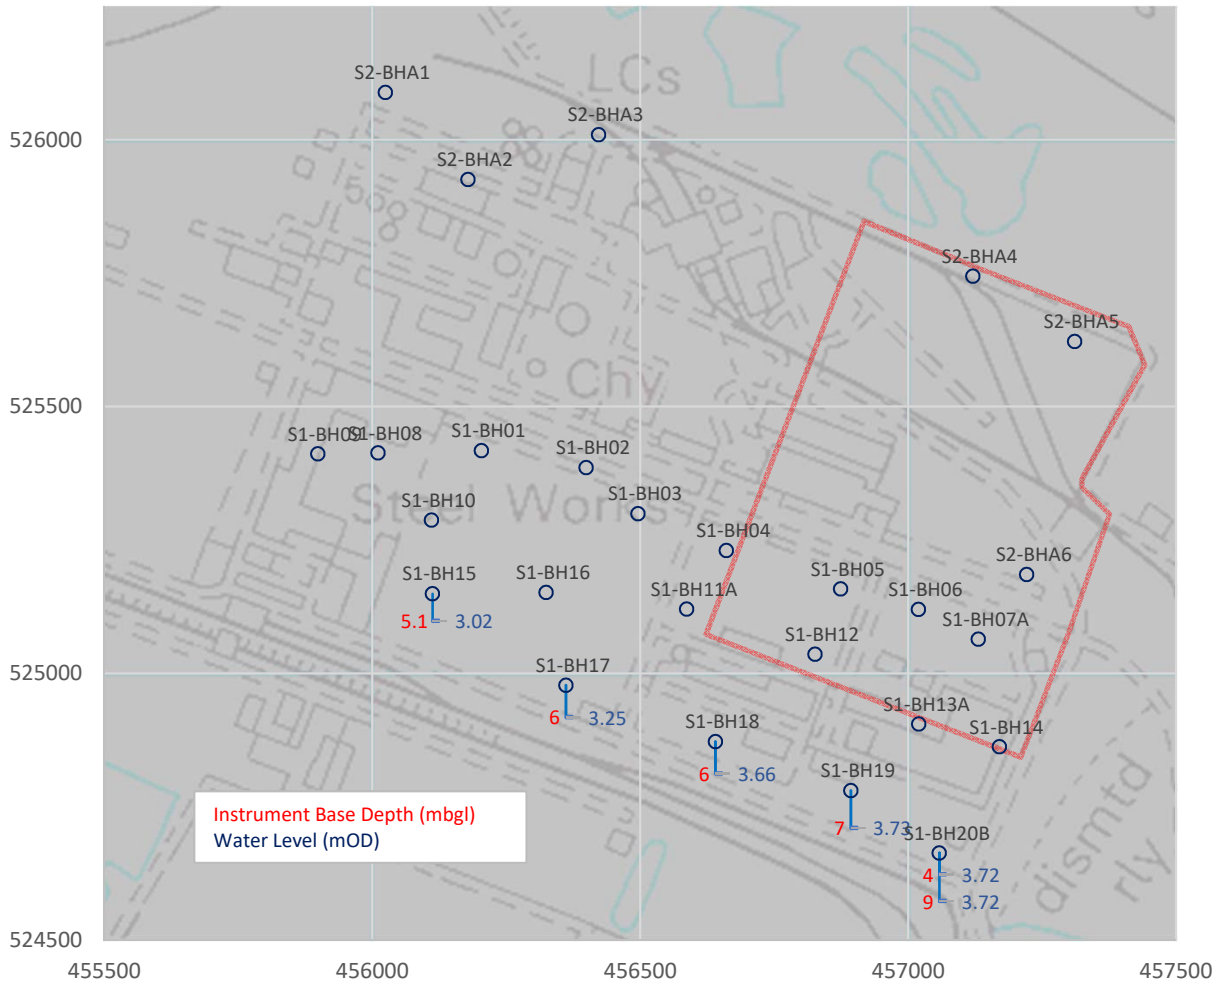 S2-BHA1
LCs
S2-BHA3
526000
S2-BHA2
S2-BHA4
S2-BHA5
Chy
525500
S1-BH09
S1-BH08
S1-BH01
S1-BH02
Steel Works
S1-BH03
S1-BH10
S1-BH04
S1-BH15
S1-BH16
S1-BH11A
S1-BH05
S2-BHA6
S1-BH06
5.1 3.02
S1-BH07A
S1-BH12
525000
S1-BH17
6 3.25
S1-BH13A
S1-BH18
S1-BH14
6 3.66
S1-BH19
Instrument Base Depth (mbgl)
Water Level (mOD)
7 3.73
S1-BH20B
4 3.72
9 3.72
dismtd
rly
524500
455500 456000 456500 457000 457500